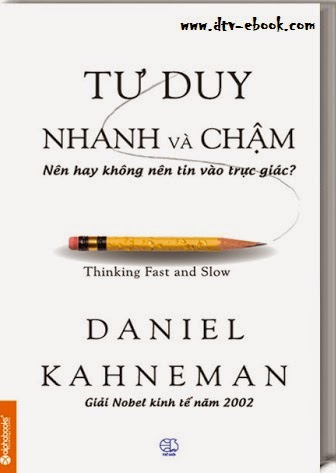 www.dtv-ebook.com
TƯ DUY
NHANH VÀ CHẬM
Nên hay không nên tin vào trực giác?
Thinking Fast and Slow
DANIEL
KAHNEMAN
Giải Nobel kinh tế năm 2002
alphabooks